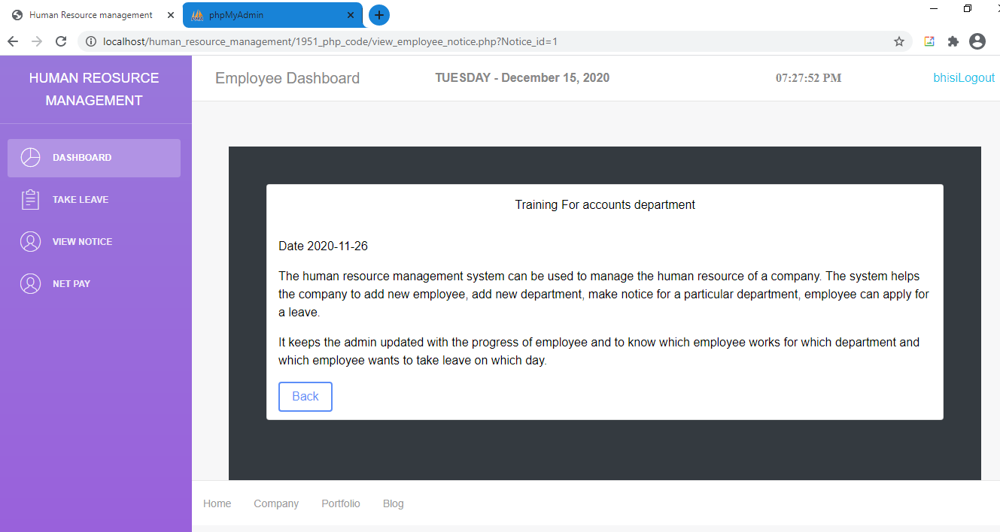 Human Resource management
phpMyAdmin
localhost/human_resource_management/1951_php_code/view_employee_notice.php?Notice_id=1
HUMAN REOSURCE
MANAGEMENT
Employee Dashboard
TUESDAY - December 15, 2020
07:27:52 PM
bhisiLogout
DASHBOARD
TAKE LEAVE
VIEW NOTICE
NET PAY
Training For accounts department
Date 2020-11-26
The human resource management system can be used to manage the human resource of a company. The system helps
the company to add new employee, add new department, make notice for a particular department, employee can apply for
a leave.
It keeps the admin updated with the progress of employee and to know which employee works for which department and
which employee wants to take leave on which day.
Back
Home Company Portfolio Blog